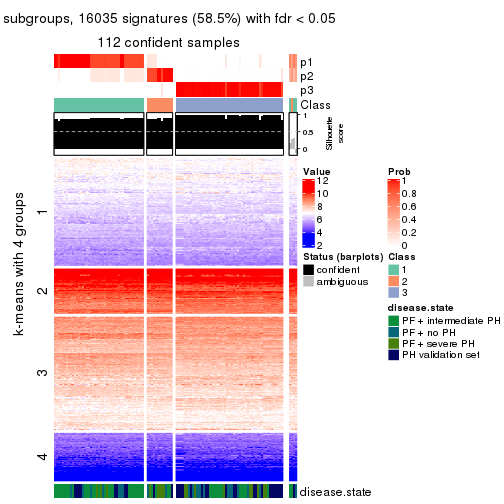 subgroups, 16035 signatures (58.5%) with fdr < 0.05
112 confident samples
p1
p2
p3
Class
1
0.5
0
Silhouette
score
k-means with 4 groups
1
2
3
4
disease.state
Value
12
10
8
6
4
2
Prob
1
0.8
0.6
0.4
0.2
0
Status (barplots)
confident
ambiguous
Class
1
2
3
disease.state
PF + intermediate PH
PF + no PH
PF + severe PH
PH validation set